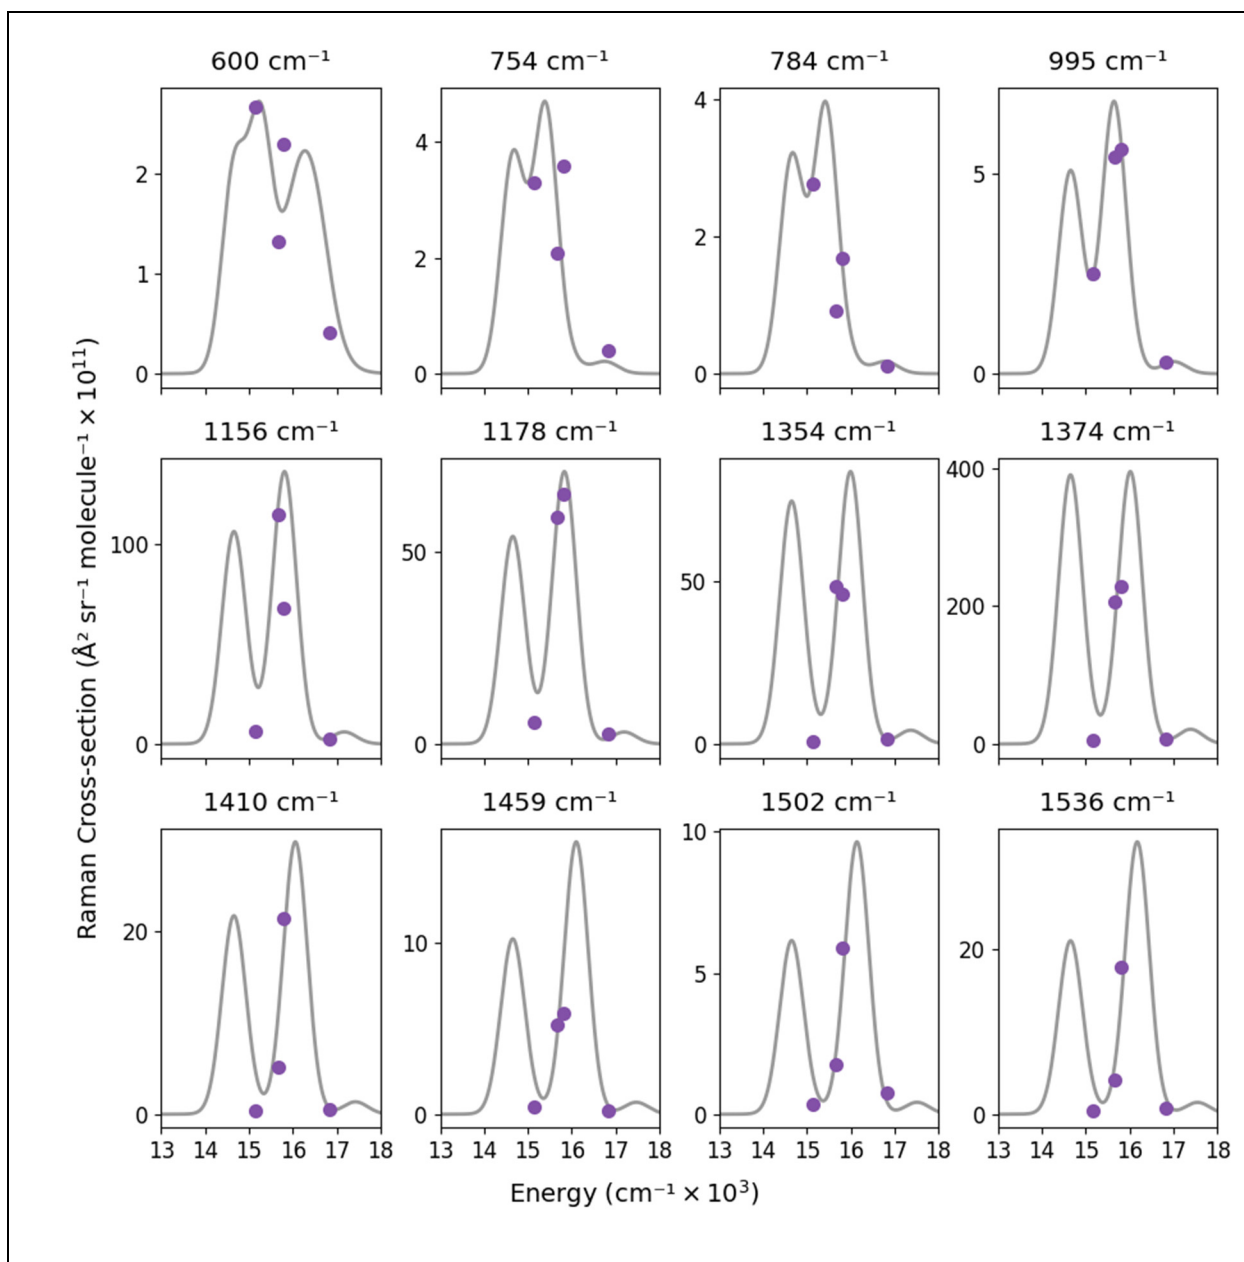 600 cm⁻¹ 754 cm⁻¹ 784 cm⁻¹ 995 cm⁻¹
2 4 4 5
1 2 2
0 0 0 0
1156 cm⁻¹ 1178 cm⁻¹ 1354 cm⁻¹ 1374 cm⁻¹
100 50 50 400
200
0 0 0 0
1410 cm⁻¹ 1459 cm⁻¹ 1502 cm⁻¹ 1536 cm⁻¹
20 10 10 20
5
0 0 0 0
13 14 15 16 17 18 13 14 15 16 17 18 13 14 15 16 17 18 13 14 15 16 17 18
Raman Cross-section (Å² sr⁻¹ molecule⁻¹ × 10¹¹)
Energy (cm⁻¹ × 10³)